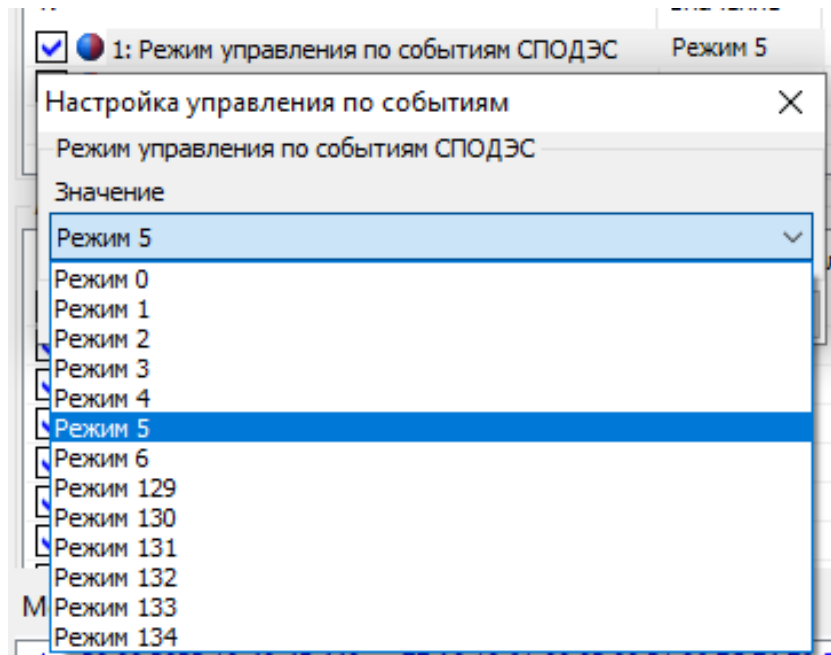 1: Режим управления по событиям СПОДЭС Режим 5
Настройка управления по событиям
Режим управления по событиям СПОДЭС
Значение
Режим 5
Режим 0
Режим 1
Режим 2
Режим 3
Режим 4
Режим 5
Режим 6
Режим 129
Режим 130
Режим 131
Режим 132
Режим 133
Режим 134